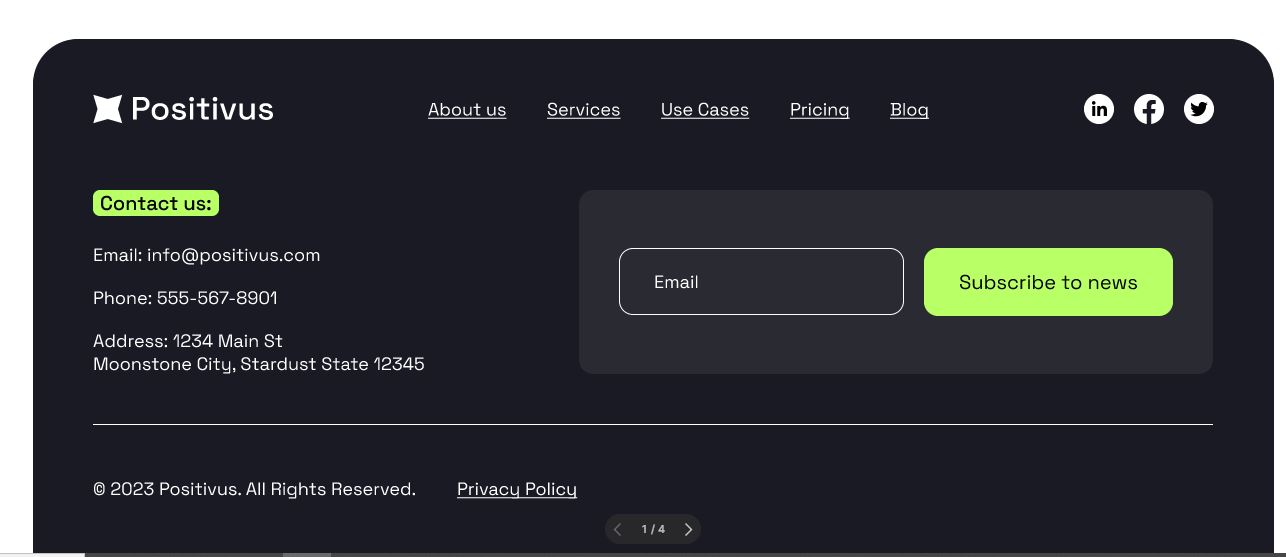 Positivus
About us Services Use Cases Pricing Blog
in
Contact us:
Email: info@positivus.com
Phone: 555-567-8901
Address: 1234 Main St
Moonstone City, Stardust State 12345
Email
Subscribe to news
© 2023 Positivus. All Rights Reserved. Privacy Policy
1 / 4